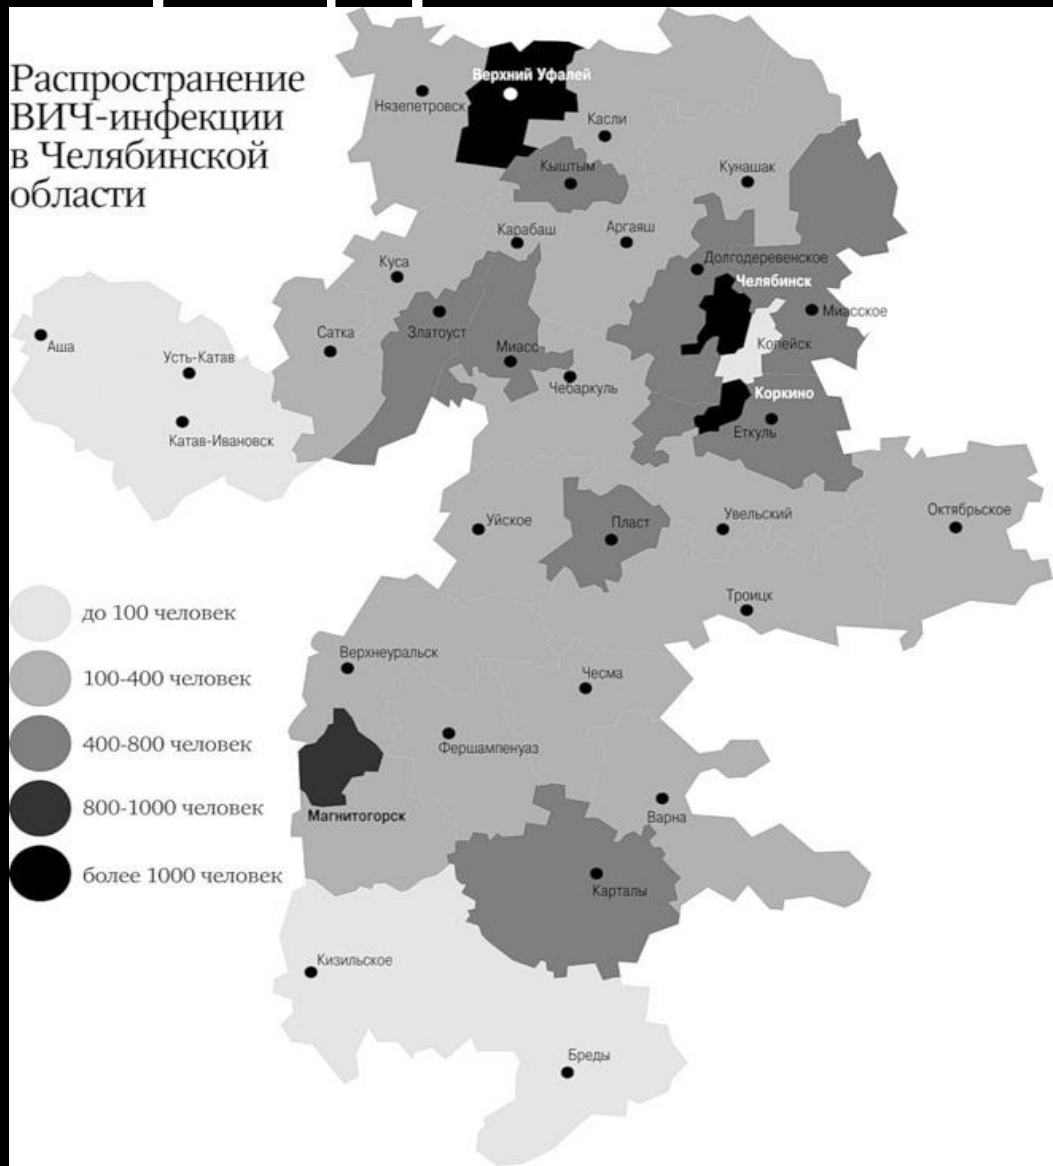 Распространение
ВИЧ-инфекции
в Челябинской
области
Верхний Уфалей
Нязепетровск
Касли
Кыштым
Кунашак
Карабаш
Аргаяш
Куса
Долгодеревенское
Челябинск
Миасское
Златоуст
Сатка
Миасс
Копейск
Аша
Усть-Катав
Чебаркуль
Коркино
Катав-Ивановск
Еткуль
Уйское
Пласт
Увельский
Октябрьское
Троицк
до 100 человек
100-400 человек
400-800 человек
800-1000 человек
более 1000 человек
Верхнеуральск
Чесма
Фершампенуаз
Магнитогорск
Варна
Карталы
Кизильское
Бреды